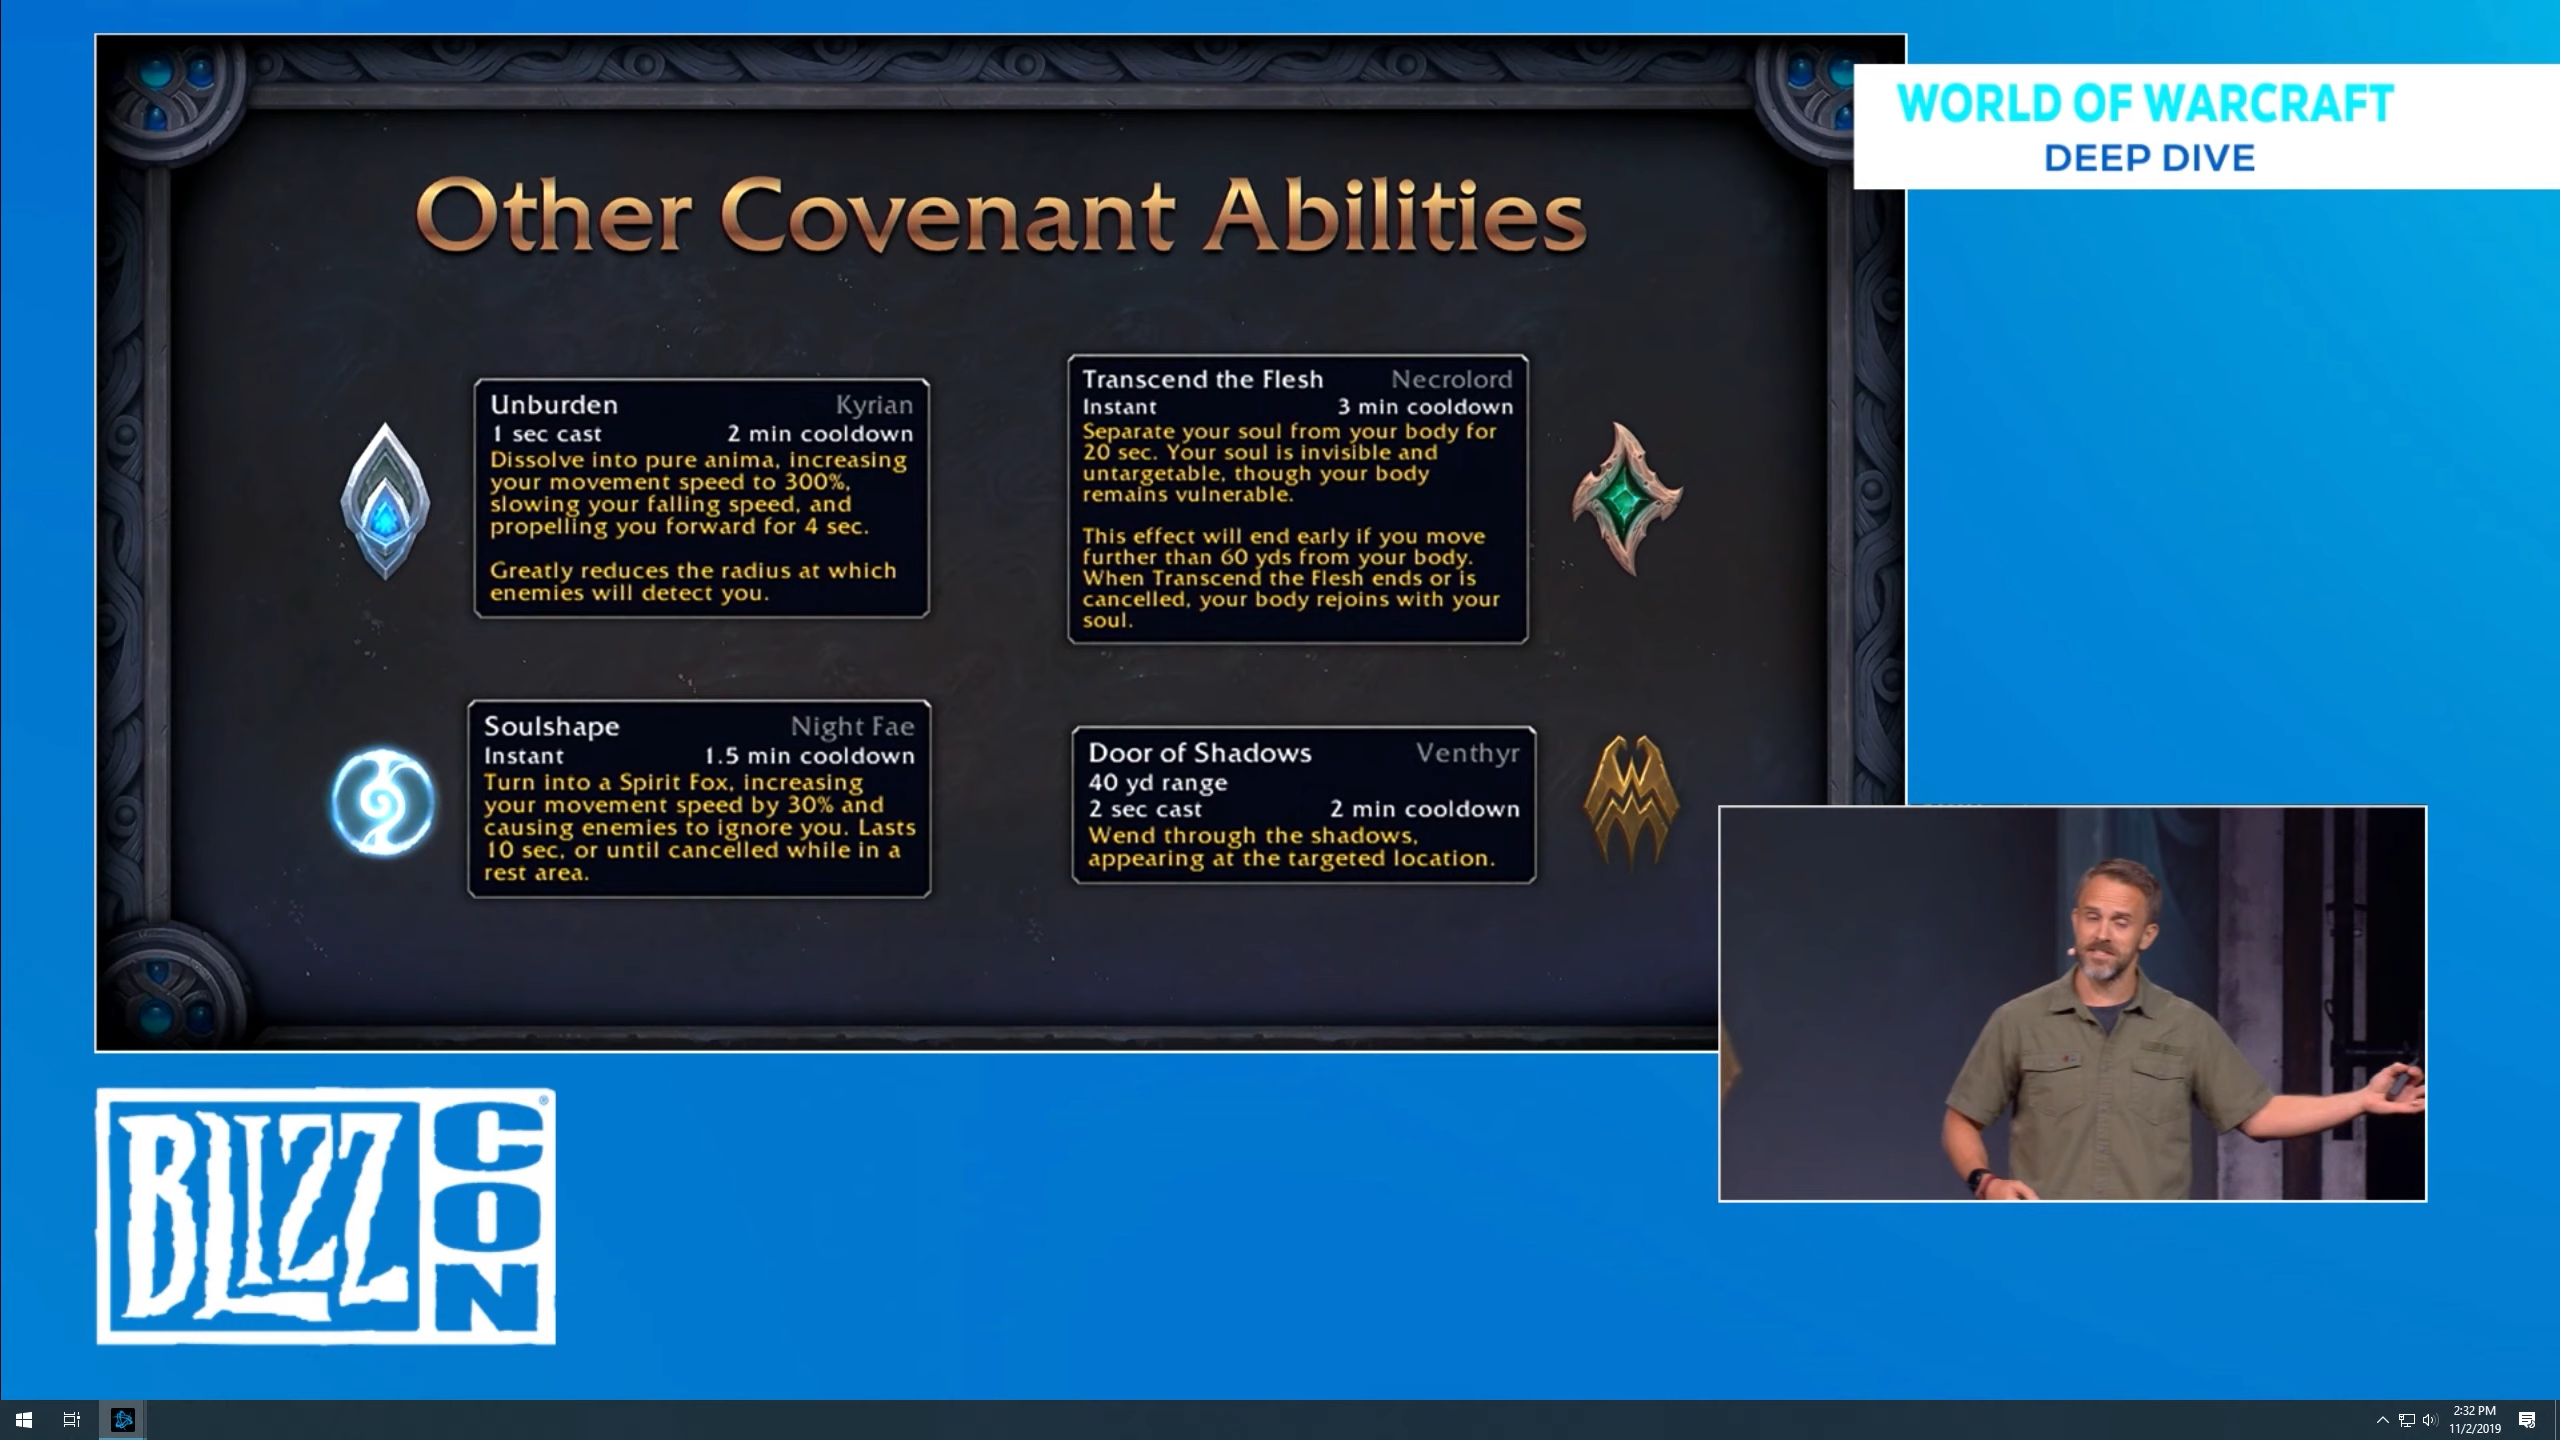 WORLD OF WARCRAFT
DEEP DIVE
Other Covenant Abilities
Unburden Kyrian
1 sec cast 2 min cooldown
Dissolve into pure anima, increasing
your movement speed to 300%,
slowing your falling speed, and
propelling you forward for 4 sec.
Greatly reduces the radius at which
enemies will detect you.
Transcend the Flesh Necrolord
Instant 3 min cooldown
Separate your soul from your body for
20 sec. Your soul is invisible and
untargetable, though your body
remains vulnerable.
This effect will end early if you move
further than 60 yds from your body.
When Transcend the Flesh ends or is
cancelled, your body rejoins with your
soul.
Soulshape Night Fae
Instant 1.5 min cooldown
Turn into a Spirit Fox, increasing
your movement speed by 30% and
causing enemies to ignore you. Lasts
10 sec, or until cancelled while in a
rest area.
Door of Shadows Venthyr
40 yd range
2 sec cast 2 min cooldown
Wend through the shadows,
appearing at the targeted location.
BLIZZ
CON
®
2:32 PM
11/2/2019